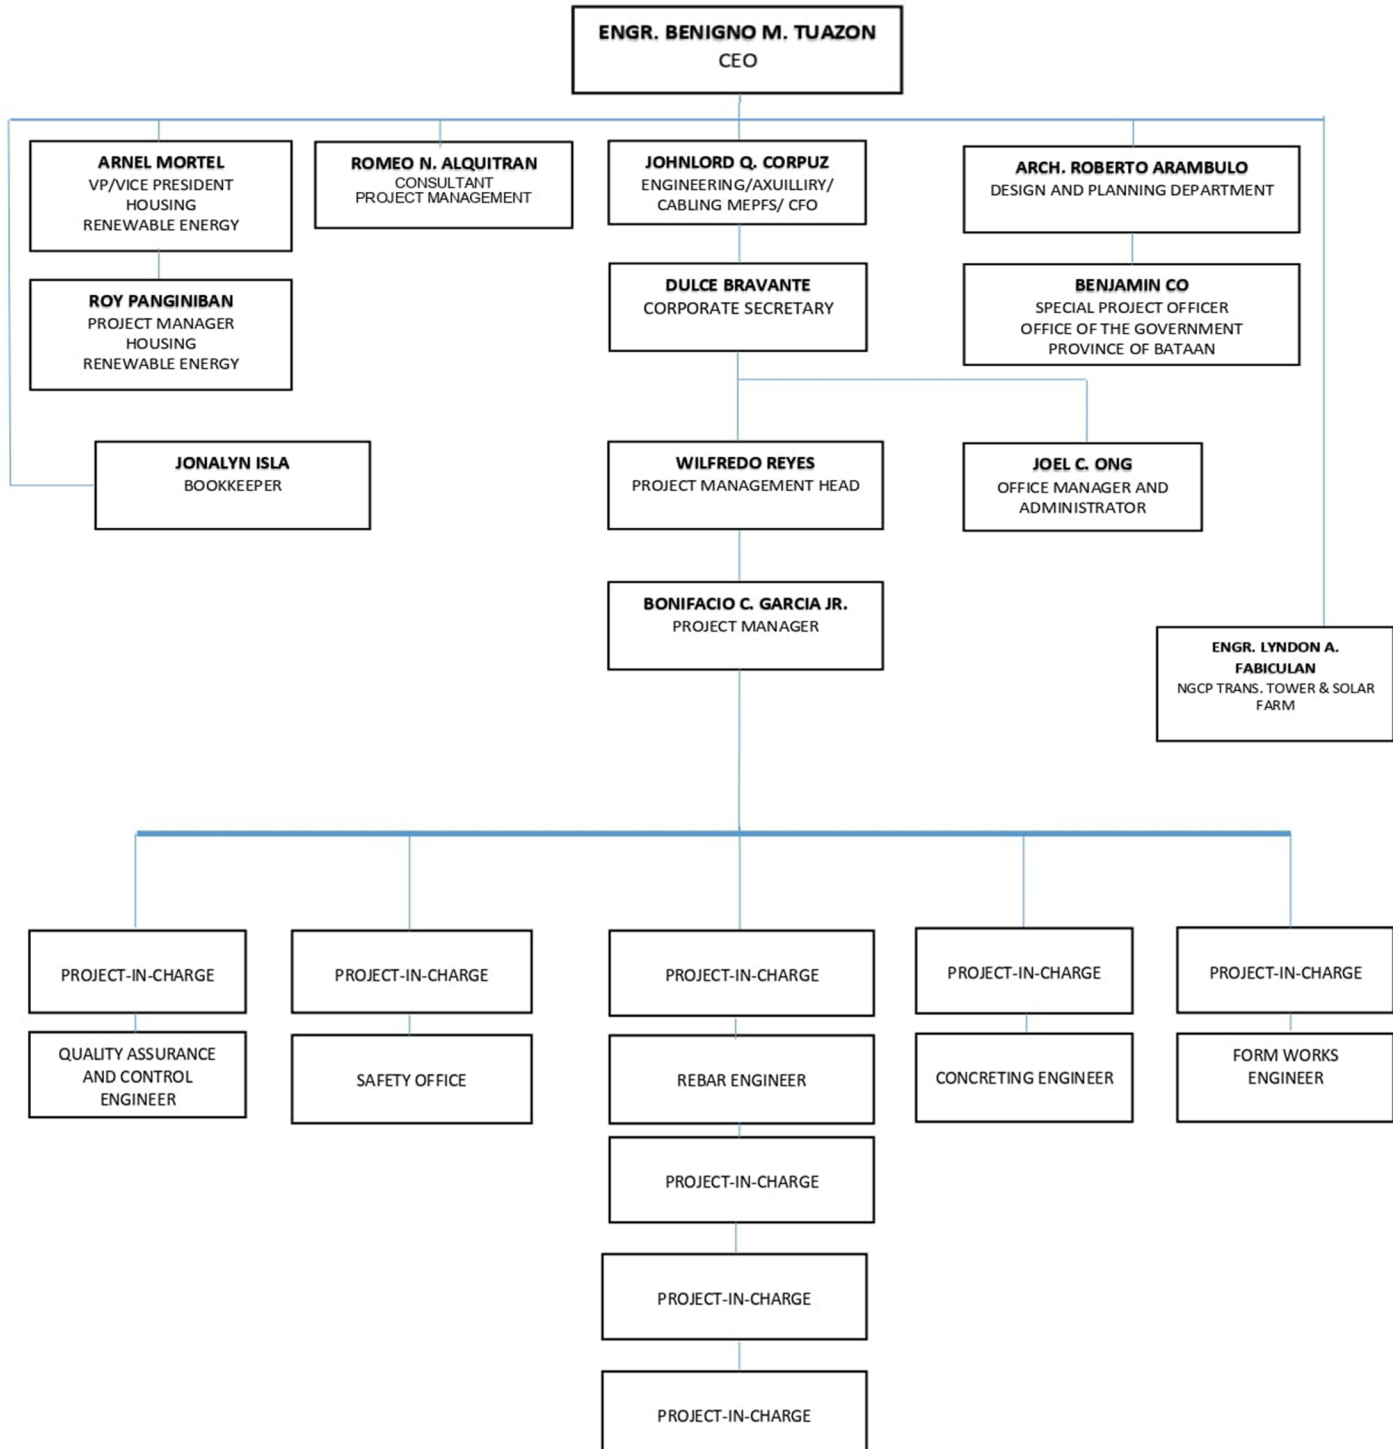 ENGR. BENIGNO M. TUAZON
CEO
ARNEL MORTEL
VP/VICE PRESIDENT
HOUSING
RENEWABLE ENERGY
ROMEO N. ALQUITRAN
CONSULTANT
PROJECT MANAGEMENT
JOHNLORD Q. CORPUZ
ENGINEERING/AXUILLIRY/
CABLING MEPFS/ CFO
ARCH. ROBERTO ARAMBULO
DESIGN AND PLANNING DEPARTMENT
ROY PANGINIBAN
PROJECT MANAGER
HOUSING
RENEWABLE ENERGY
DULCE BRAVANTE
CORPORATE SECRETARY
BENJAMIN CO
SPECIAL PROJECT OFFICER
OFFICE OF THE GOVERNMENT
PROVINCE OF BATAAN
JONALYN ISLA
BOOKKEEPER
WILFREDO REYES
PROJECT MANAGEMENT HEAD
JOEL C. ONG
OFFICE MANAGER AND
ADMINISTRATOR
BONIFACIO C. GARCIA JR.
PROJECT MANAGER
ENGR. LYNDON A.
FABICULAN
NGCP TRANS. TOWER & SOLAR
FARM
PROJECT-IN-CHARGE
PROJECT-IN-CHARGE
PROJECT-IN-CHARGE
PROJECT-IN-CHARGE
PROJECT-IN-CHARGE
QUALITY ASSURANCE
AND CONTROL
ENGINEER
SAFETY OFFICE
REBAR ENGINEER
CONCRETING ENGINEER
FORM WORKS
ENGINEER
PROJECT-IN-CHARGE
PROJECT-IN-CHARGE
PROJECT-IN-CHARGE